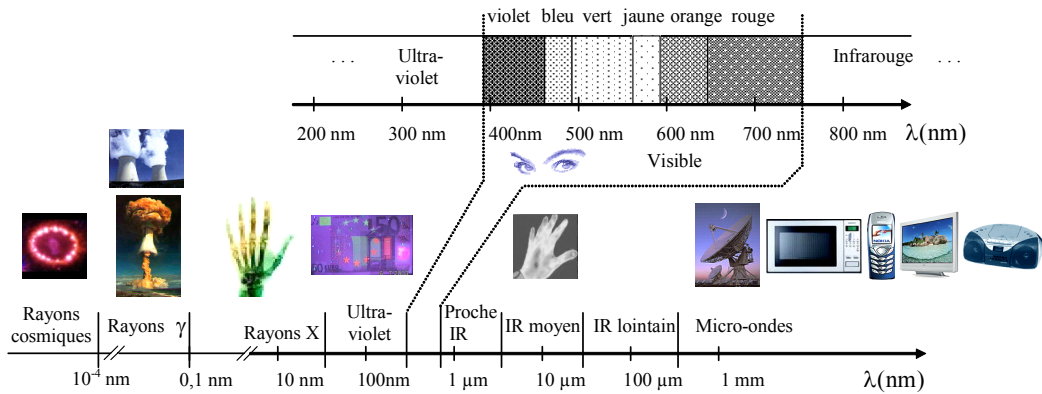 violet bleu vert jaune orange rouge
. . .
Ultra-
violet
Infrarouge
. . .
200 nm 300 nm 400nm 500 nm 600 nm 700 nm 800 nm λ(nm)
Visible
50
NOKIA
Rayons
cosmiques
Rayons γ
Rayons X
Ultra-
violet
Proche
IR
IR moyen
IR lointain
Micro-ondes
10⁻⁴ nm 0,1 nm 10 nm 100nm 1 µm 10 µm 100 µm 1 mm λ(nm)